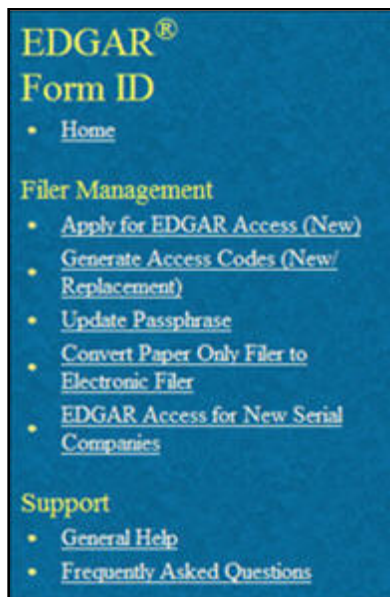 EDGAR®
Form ID
• Home
Filer Management
• Apply for EDGAR Access (New)
• Generate Access Codes (New/
Replacement)
• Update Passphrase
• Convert Paper Only Filer to
Electronic Filer
• EDGAR Access for New Serial
Companies
Support
• General Help
• Frequently Asked Questions